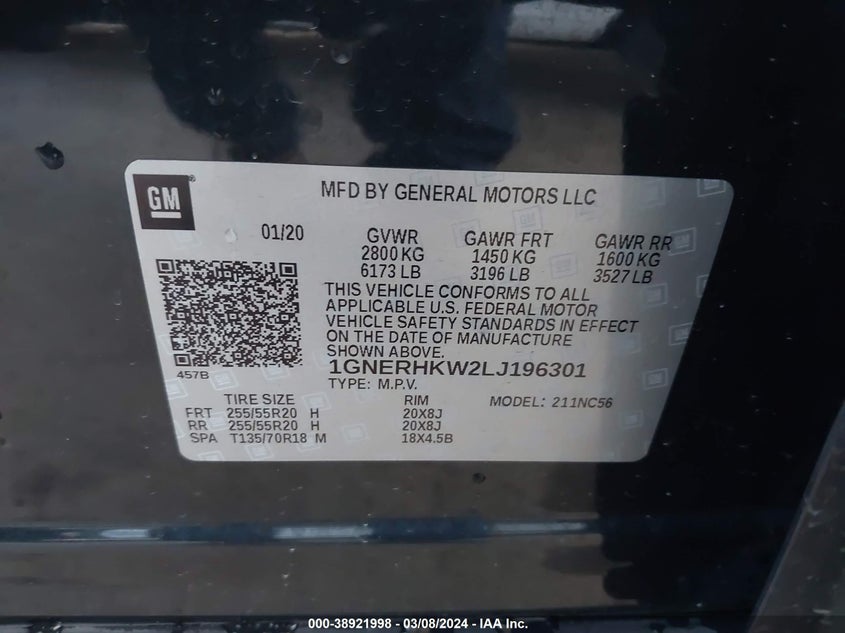 GM
MFD BY GENERAL MOTORS LLC
01/20 GVWR GAWR FRT GAWR RR
2800 KG 1450 KG 1600 KG
6173 LB 3196 LB 3527 LB
THIS VEHICLE CONFORMS TO ALL
APPLICABLE U.S. FEDERAL MOTOR
VEHICLE SAFETY STANDARDS IN EFFECT
ON THE DATE OF MANUFACTURE
SHOWN ABOVE.
457B
1GNERHKW2LJ196301
TYPE: M.P.V.
TIRE SIZE RIM MODEL: 211NC56
FRT 255/55R20 H 20X8J
RR 255/55R20 H 20X8J
SPA T135/70R18 M 18X4.5B
000-38921998 - 03/08/2024 - IAA Inc.